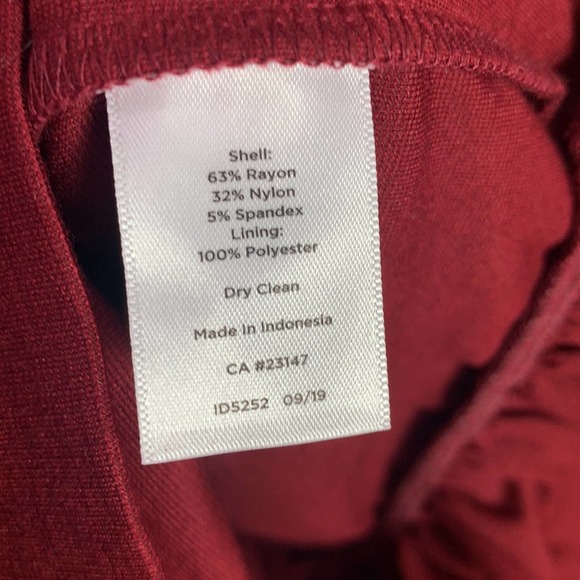 Shell:
63% Rayon
32% Nylon
5% Spandex
Lining:
100% Polyester
Dry Clean
Made In Indonesia
CA #23147
ID5252 09/19